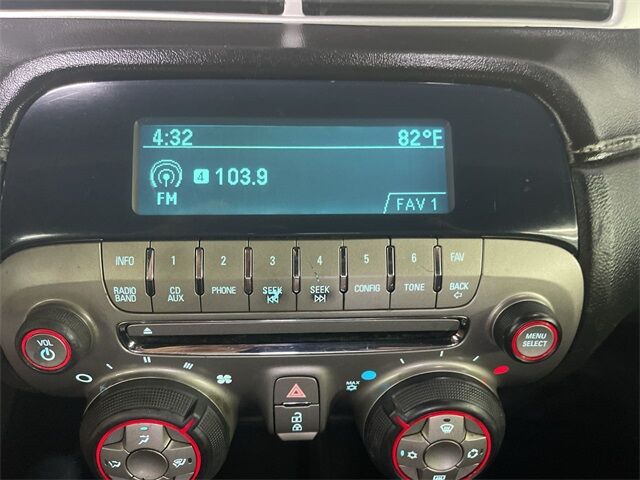 4:32 82°F
4 103.9
FM
FAV 1
INFO 1 2 3 4 5 6 FAV
RADIO BAND CD AUX PHONE SEEK SEEK CONFIG TONE BACK
VOL
MENU SELECT
MAX